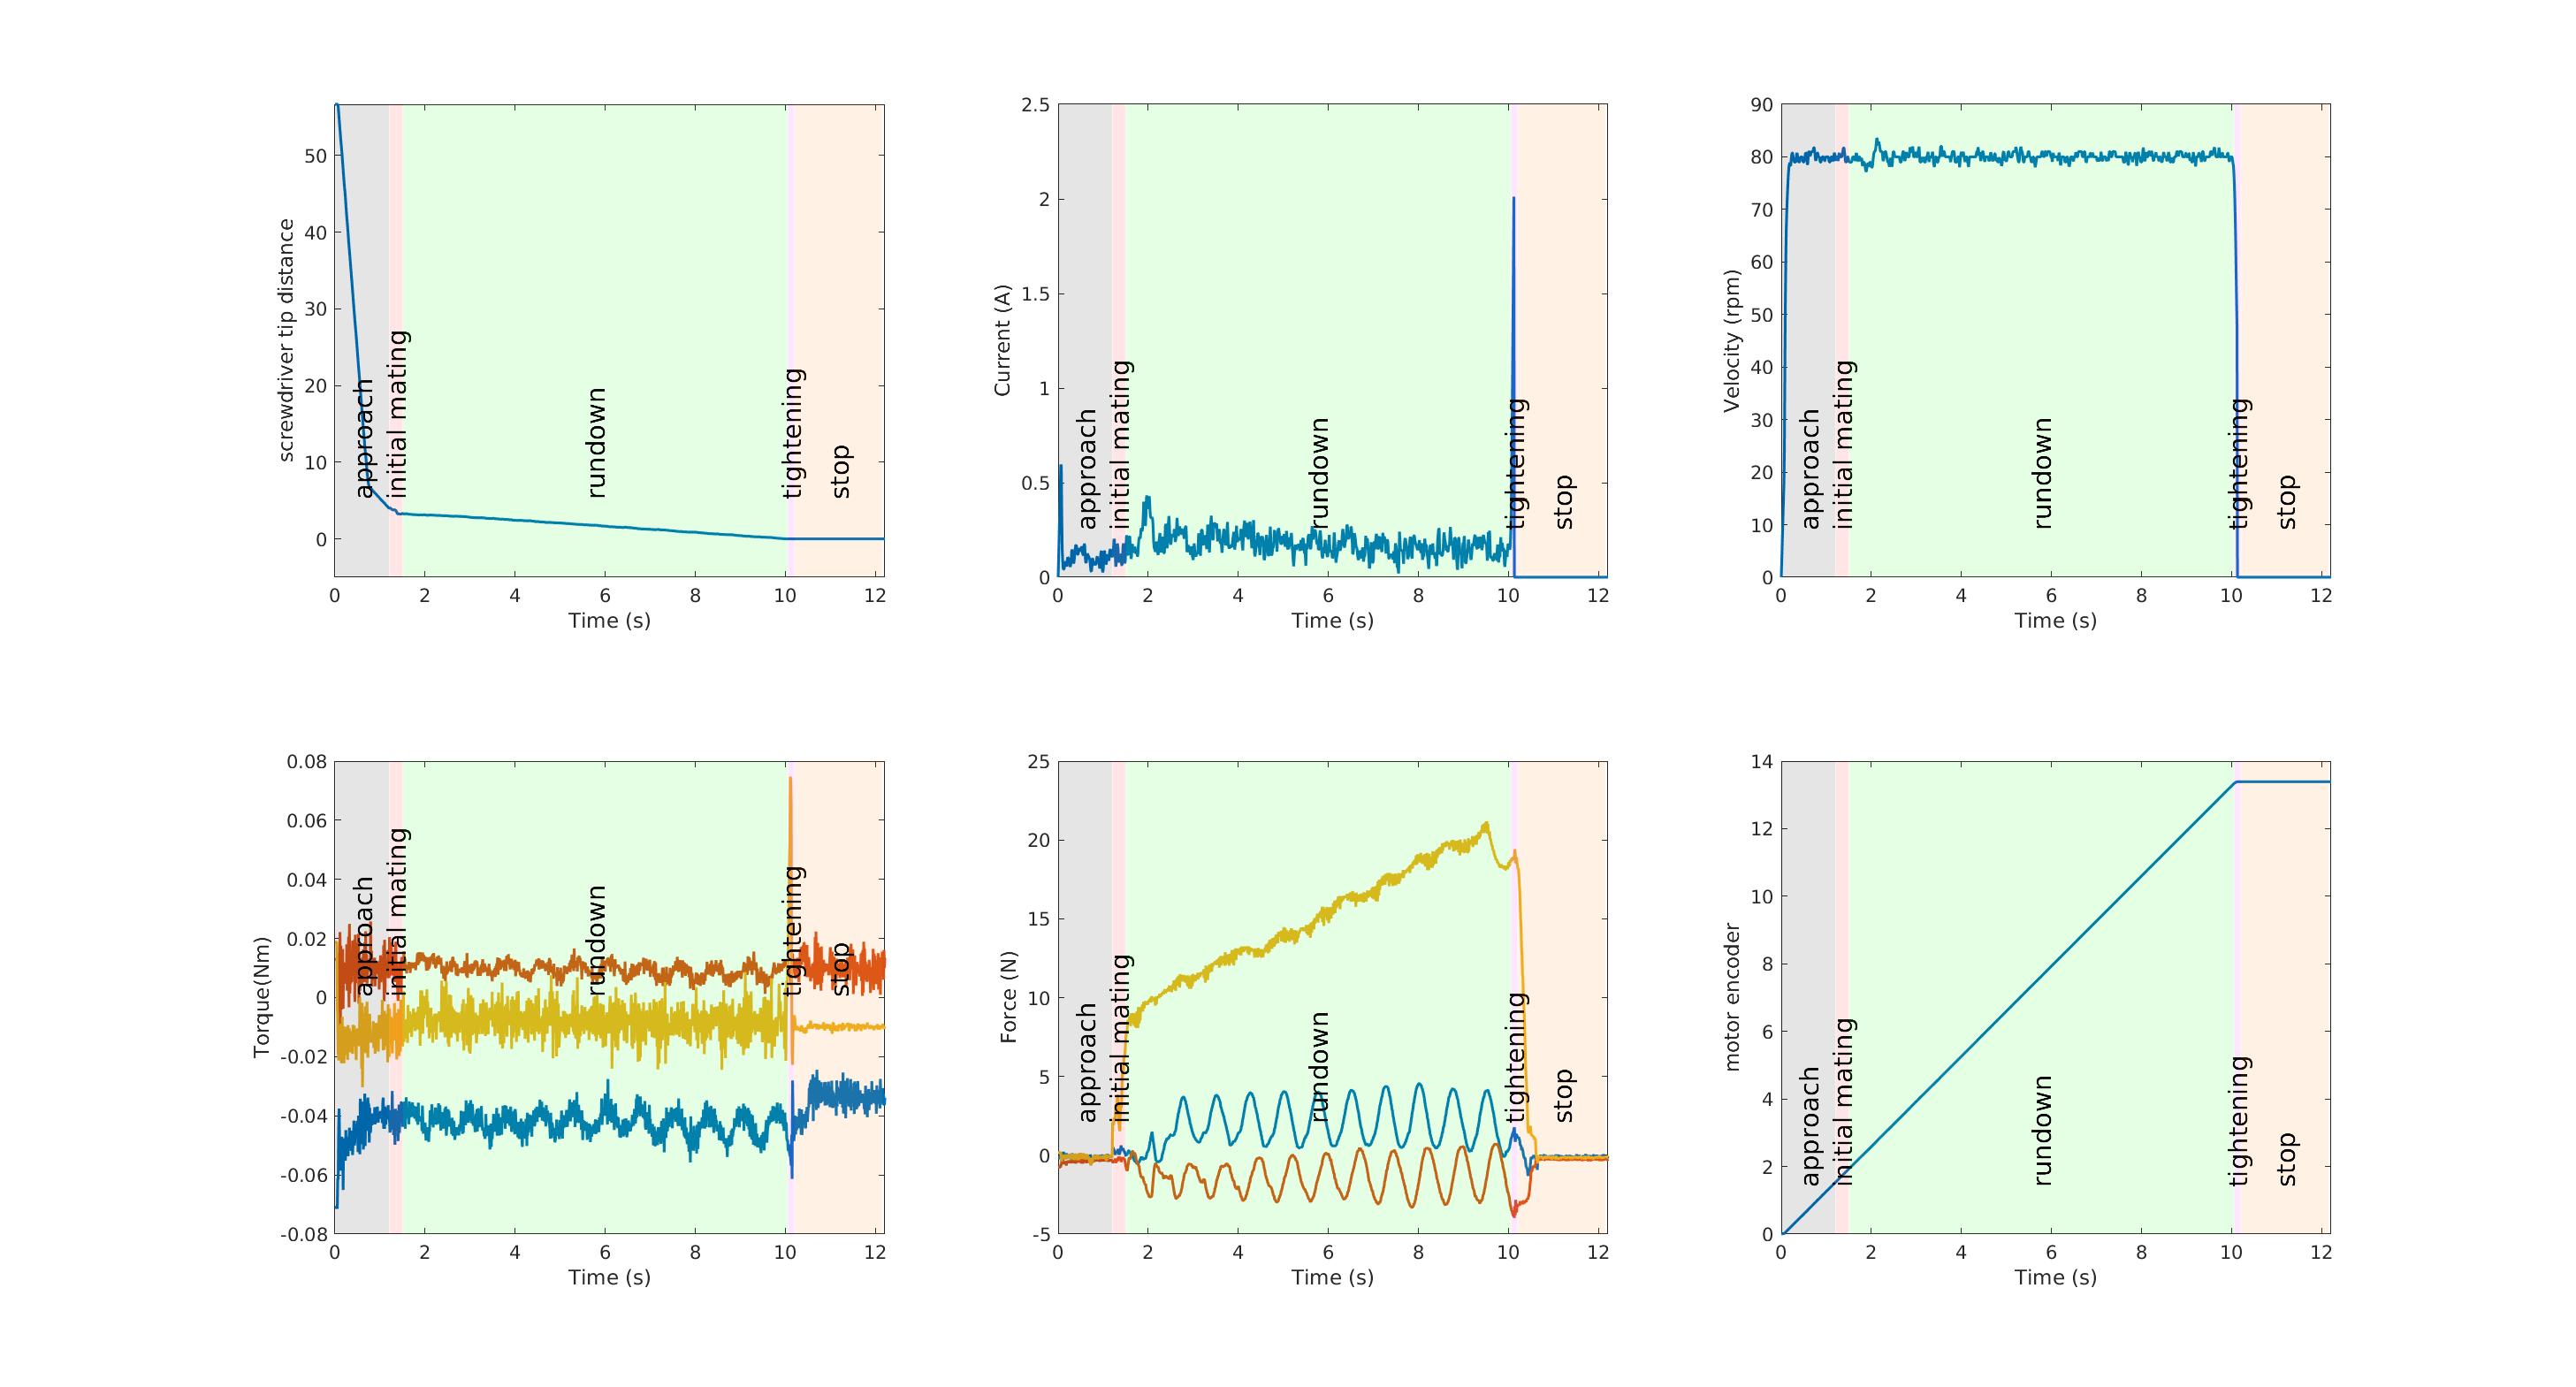 screwdriver tip distance
50
40
30
20
10
0
approach
initial mating
rundown
tightening
stop
0 2 4 6 8 10 12
Time (s)
Current (A)
2.5
2
1.5
1
0.5
0
approach
initial mating
rundown
tightening
stop
0 2 4 6 8 10 12
Time (s)
Velocity (rpm)
90
80
70
60
50
40
30
20
10
0
approach
initial mating
rundown
tightening
stop
0 2 4 6 8 10 12
Time (s)
Torque(Nm)
0.08
0.06
0.04
0.02
0
-0.02
-0.04
-0.06
-0.08
approach
initial mating
rundown
tightening
stop
0 2 4 6 8 10 12
Time (s)
Force (N)
25
20
15
10
5
0
-5
approach
initial mating
rundown
tightening
stop
0 2 4 6 8 10 12
Time (s)
motor encoder
14
12
10
8
6
4
2
0
approach
initial mating
rundown
tightening
stop
0 2 4 6 8 10 12
Time (s)